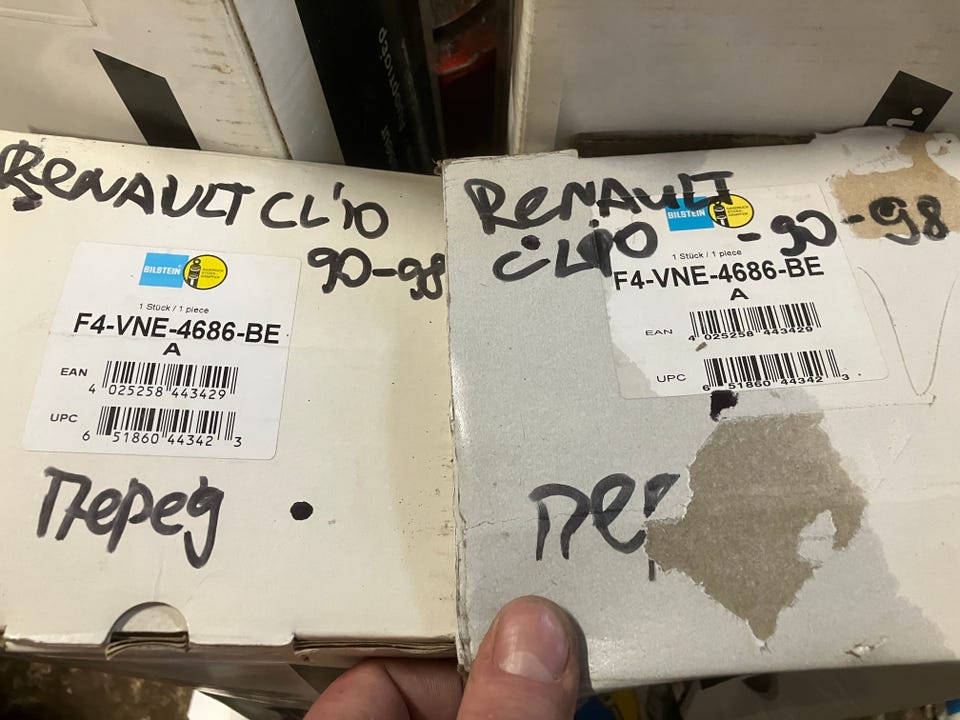 RENAULT CLIO
90-98
BILSTEIN
1 Stück / 1 piece
F4-VNE-4686-BE
A
EAN
4 025258 443429
UPC
6 51860 44342 3
перед
RENAULT
CLIO -90-98
BILSTEIN
1 Stück / 1 piece
F4-VNE-4686-BE
A
EAN
4 025258 443429
UPC
6 51860 44342 3
пер